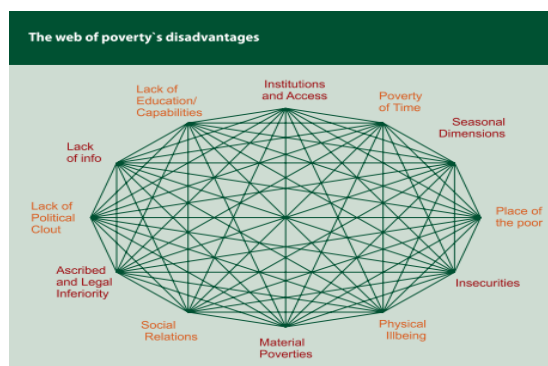 The web of poverty`s disadvantages
Institutions
and Access
Lack of
Education/
Capabilities
Poverty
of Time
Seasonal
Dimensions
Lack
of info
Lack of
Political
Clout
Place of
the poor
Ascribed
and Legal
Inferiority
Insecurities
Social
Relations
Physical
Illbeing
Material
Poverties